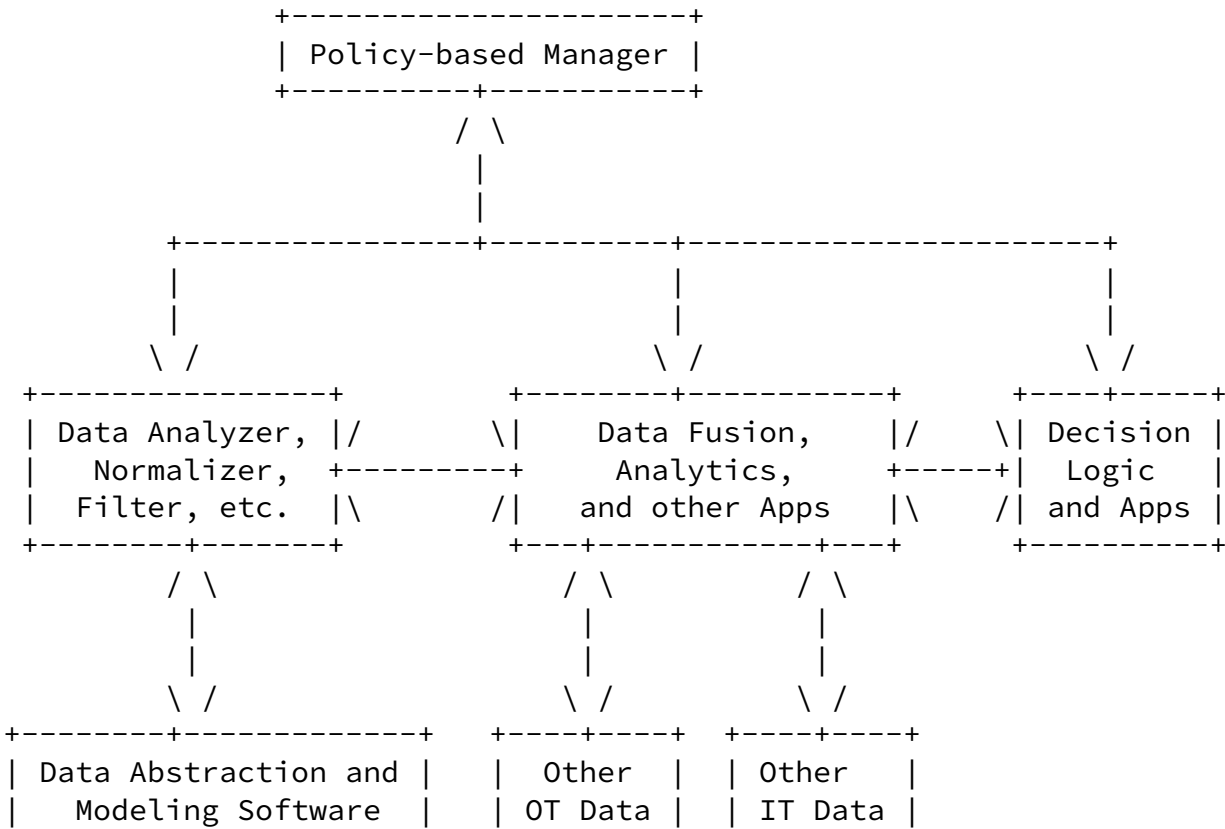 Policy-based Manager
Data Analyzer, Data Fusion, Decision
Normalizer, Analytics, Logic
Filter, etc. and other Apps and Apps
Data Abstraction and Other Other
Modeling Software OT Data IT Data